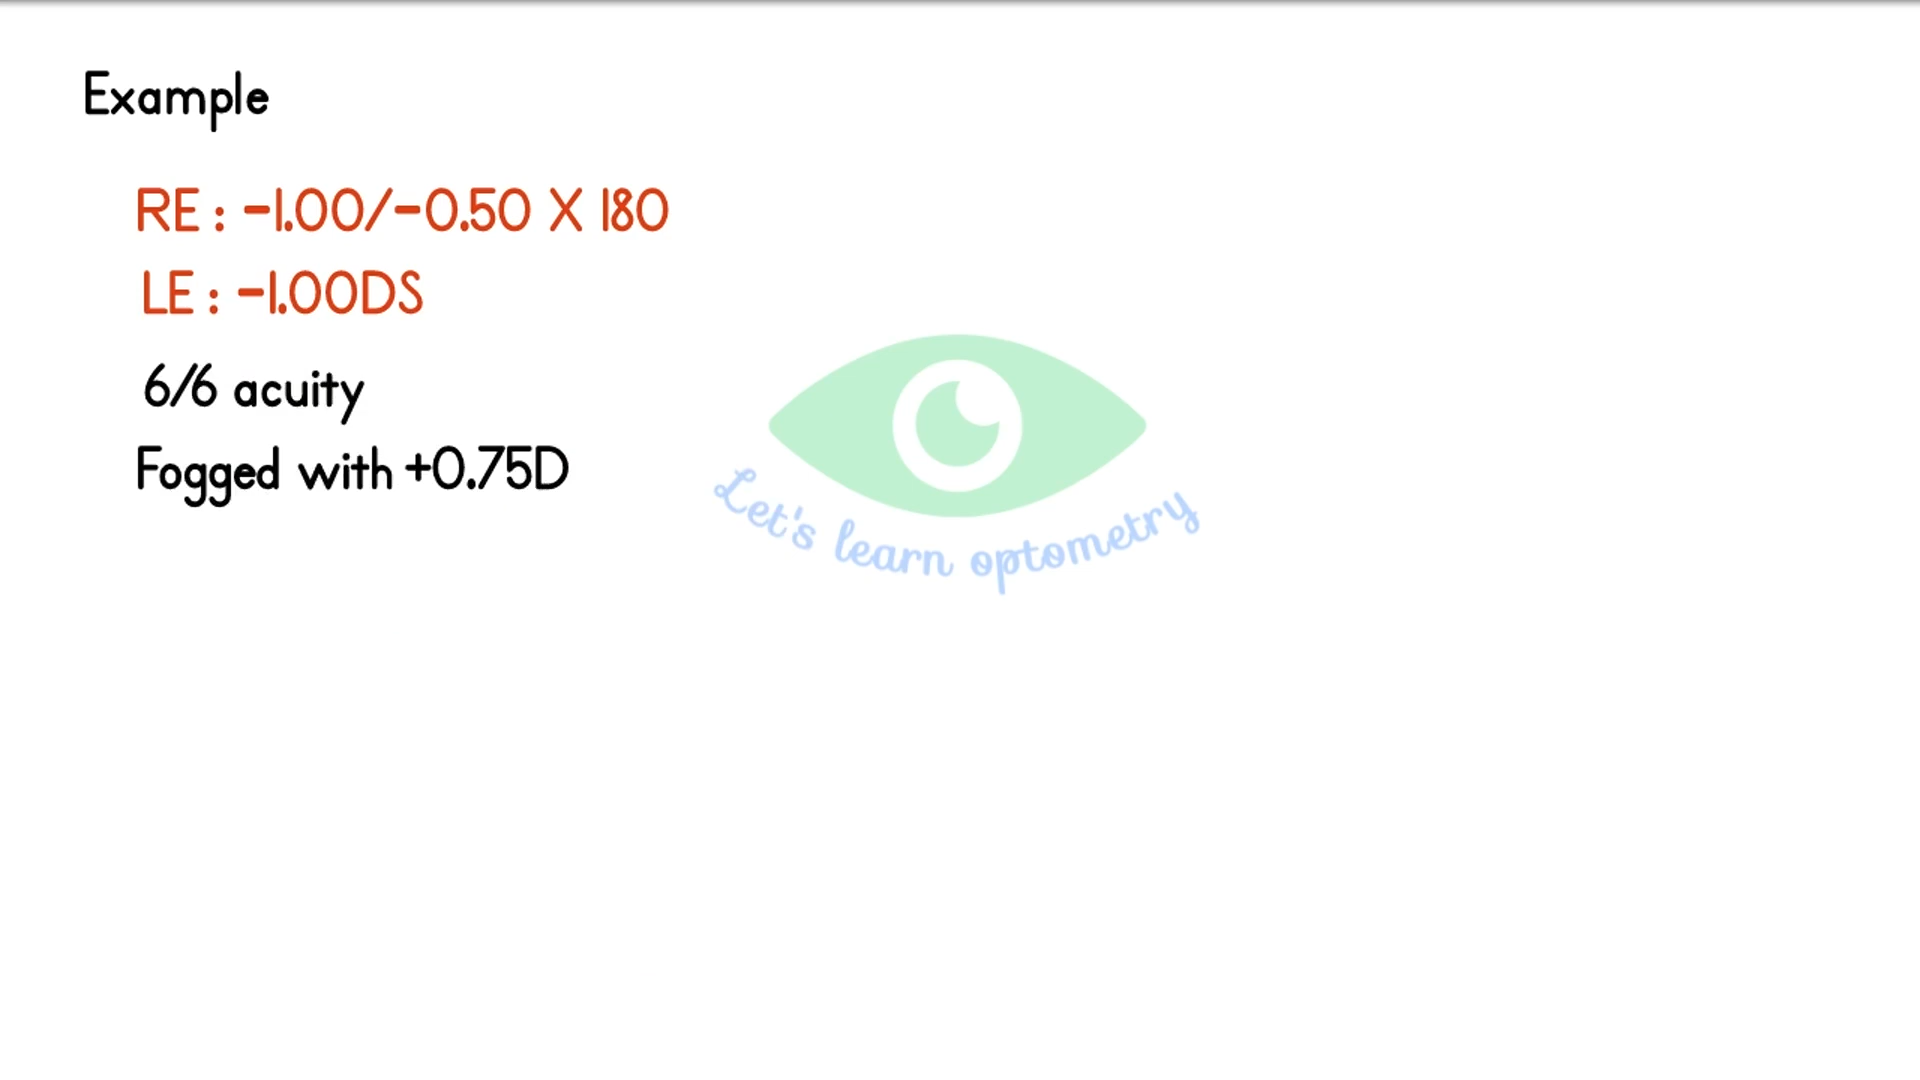 Example
RE : -1.00/-0.50 X 180
LE : -1.00DS
6/6 acuity
Fogged with +0.75D
Let's learn optometry